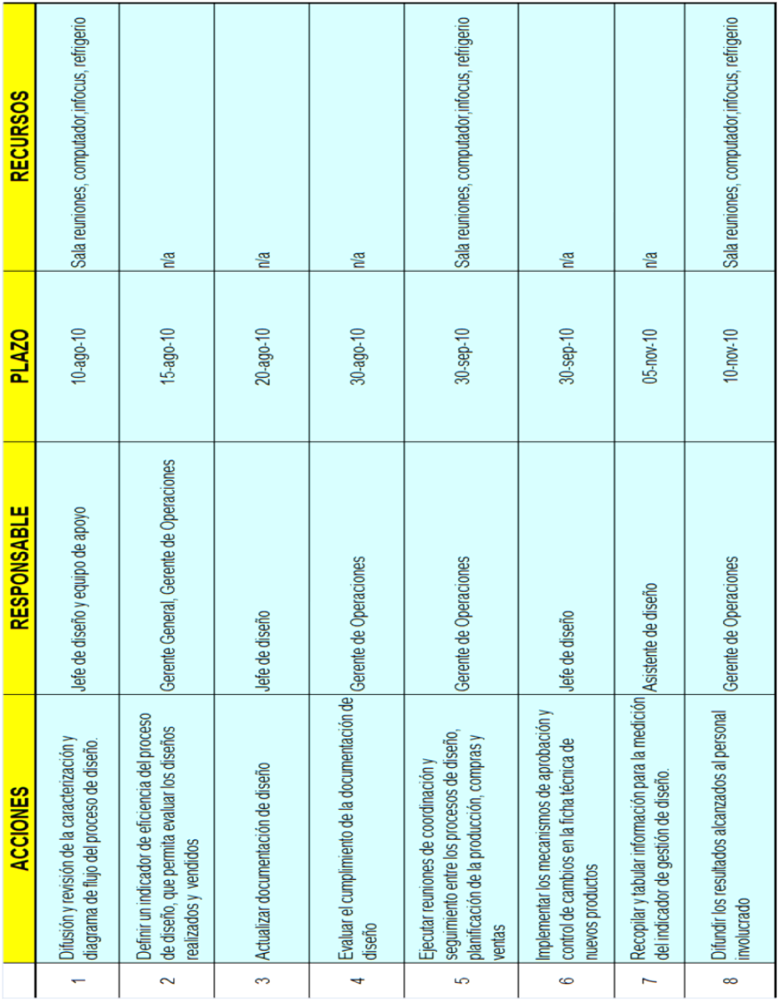 ACCIONES RESPONSABLE PLAZO RECURSOS
1 Difusión y revisión de la caracterización y
diagrama de flujo del proceso de diseño.
Jefe de diseño y equipo de apoyo
10-ago-10
Sala reuniones, computador,infocus, refrigerio
2 Definir un indicador de eficiencia del proceso
de diseño, que permita evaluar los diseños
realizados y vendidos
Gerente General, Gerente de Operaciones
15-ago-10
n/a
3 Actualizar documentación de diseño
Jefe de diseño
20-ago-10
n/a
4 Evaluar el cumplimiento de la documentación de
diseño
Gerente de Operaciones
30-ago-10
n/a
5 Ejecutar reuniones de coordinación y
seguimiento entre los procesos de diseño,
planificación de la producción, compras y
ventas
Gerente de Operaciones
30-sep-10
Sala reuniones, computador,infocus, refrigerio
6 Implementar los mecanismos de aprobación y
control de cambios en la ficha técnica de
nuevos productos
Jefe de diseño
30-sep-10
n/a
7 Recopilar y tabular información para la medición
del indicador de gestión de diseño.
Asistente de diseño
05-nov-10
n/a
8 Difundir los resultados alcanzados al personal
involucrado
Gerente de Operaciones
10-nov-10
Sala reuniones, computador,infocus, refrigerio